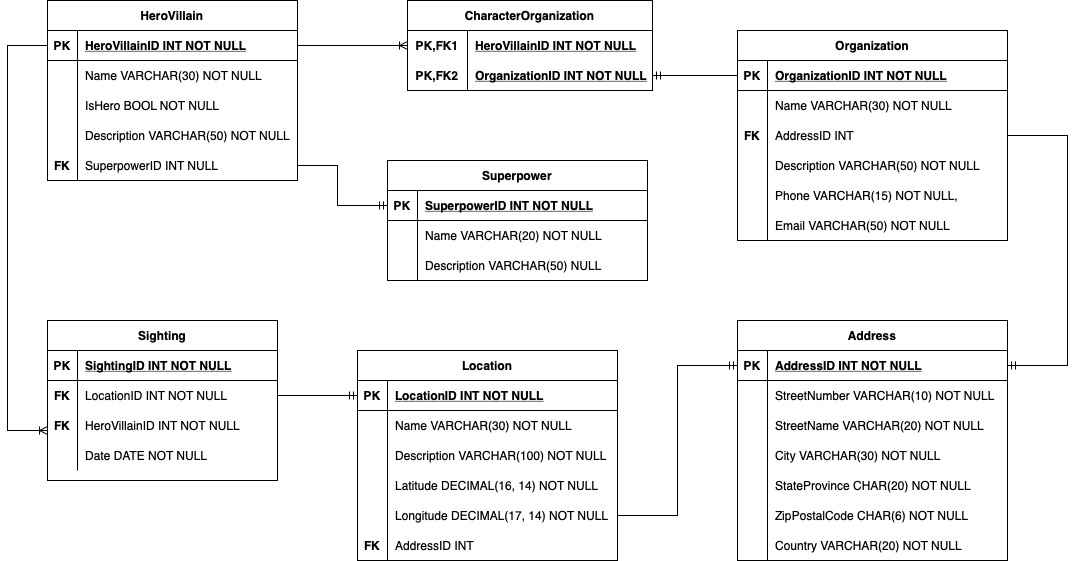 HeroVillain
PK HeroVillainID INT NOT NULL
Name VARCHAR(30) NOT NULL
IsHero BOOL NOT NULL
Description VARCHAR(50) NOT NULL
FK SuperpowerID INT NULL
CharacterOrganization
PK,FK1 HeroVillainID INT NOT NULL
PK,FK2 OrganizationID INT NOT NULL
Organization
PK OrganizationID INT NOT NULL
Name VARCHAR(30) NOT NULL
FK AddressID INT
Description VARCHAR(50) NOT NULL
Phone VARCHAR(15) NOT NULL,
Email VARCHAR(50) NOT NULL
Superpower
PK SuperpowerID INT NOT NULL
Name VARCHAR(20) NOT NULL
Description VARCHAR(50) NULL
Sighting
PK SightingID INT NOT NULL
FK LocationID INT NOT NULL
FK HeroVillainID INT NOT NULL
Date DATE NOT NULL
Location
PK LocationID INT NOT NULL
Name VARCHAR(30) NOT NULL
Description VARCHAR(100) NOT NULL
Latitude DECIMAL(16, 14) NOT NULL
Longitude DECIMAL(17, 14) NOT NULL
FK AddressID INT
Address
PK AddressID INT NOT NULL
StreetNumber VARCHAR(10) NOT NULL
StreetName VARCHAR(20) NOT NULL
City VARCHAR(30) NOT NULL
StateProvince CHAR(20) NOT NULL
ZipPostalCode CHAR(6) NOT NULL
Country VARCHAR(20) NOT NULL